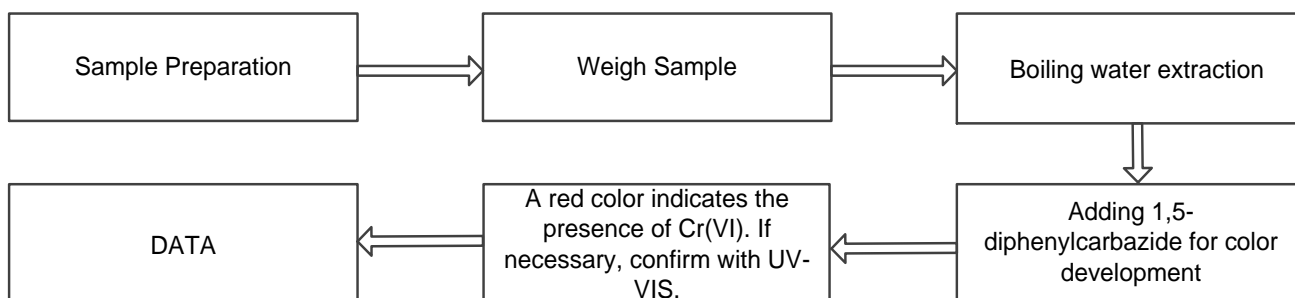 Sample Preparation
Weigh Sample
Boiling water extraction
Adding 1,5-
diphenylcarbazide for color
development
A red color indicates the
presence of Cr(VI). If
necessary, confirm with UV-
VIS.
DATA